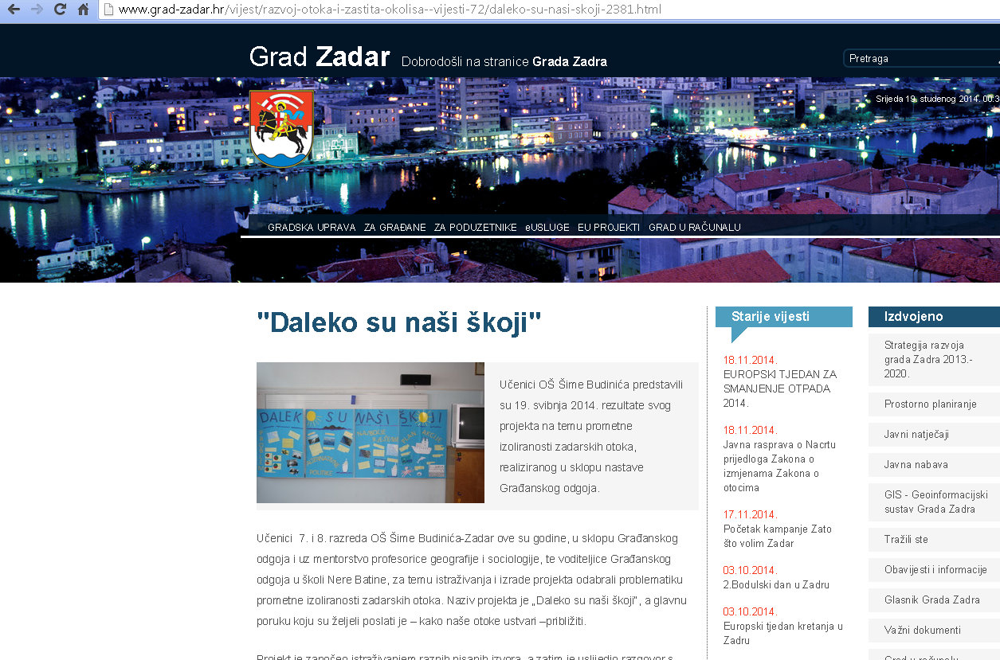 www.grad-zadar.hr/vijest/razvoj-otoka-i-zastita-okolisa--vijesti-72/daleko-su-nasi-skoji-2381.html
Grad Zadar Dobrodošli na stranice Grada Zadra
Pretraga
Srijeda 19. studenog 2014. 00:3
GRADSKA UPRAVA ZA GRAĐANE ZA PODUZETNIKE eUSLUGE EU PROJEKTI GRAD U RAČUNALU
"Daleko su naši škoji"
DALEK SU NAŠI ŠKOJI
Učenici OŠ Šime Budinića predstavili
su 19. svibnja 2014. rezultate svog
projekta na temu prometne
izoliranosti zadarskih otoka,
realiziranog u sklopu nastave
Građanskog odgoja.
Učenici 7. i 8. razreda OŠ Šime Budinića-Zadar ove su godine, u sklopu Građanskog
odgoja i uz mentorstvo profesorice geografije i sociologije, te voditeljice Građanskog
odgoja u školi Nere Batine, za temu istraživanja i izrade projekta odabrali problematiku
prometne izoliranosti zadarskih otoka. Naziv projekta je „Daleko su naši škoji“, a glavnu
poruku koju su željeli poslati je – kako naše otoke ustvari –približiti.
Projekt je započeo istraživanjem raznih pisanih izvora, a zatim je uslijedio razgovor s
Starije vijesti
18.11.2014.
EUROPSKI TJEDAN ZA
SMANJENJE OTPADA
2014.
18.11.2014.
Javna rasprava o Nacrtu
prijedloga Zakona o
izmjenama Zakona o
otocima
17.11.2014.
Početak kampanje Zato
što volim Zadar
03.10.2014.
2.Bodulski dan u Zadru
03.10.2014.
Europski tjedan kretanja u
Zadru
Izdvojeno
Strategija razvoja
grada Zadra 2013.-
2020.
Prostorno planiranje
Javni natječaji
Javna nabava
GIS - Geoinformacijski
sustav Grada Zadra
Tražili ste
Obavijesti i informacije
Glasnik Grada Zadra
Važni dokumenti
Grad u računalu